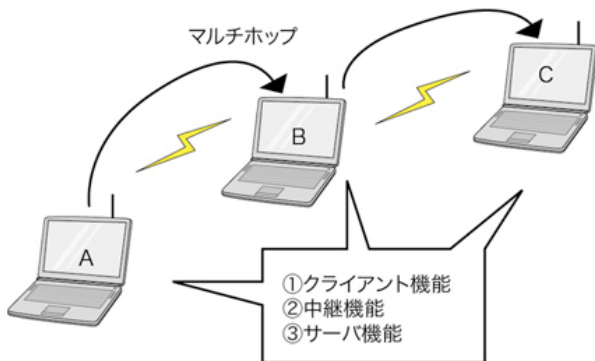 マルチホップ
C
B
A
①クライアント機能
②中継機能
③サーバ機能